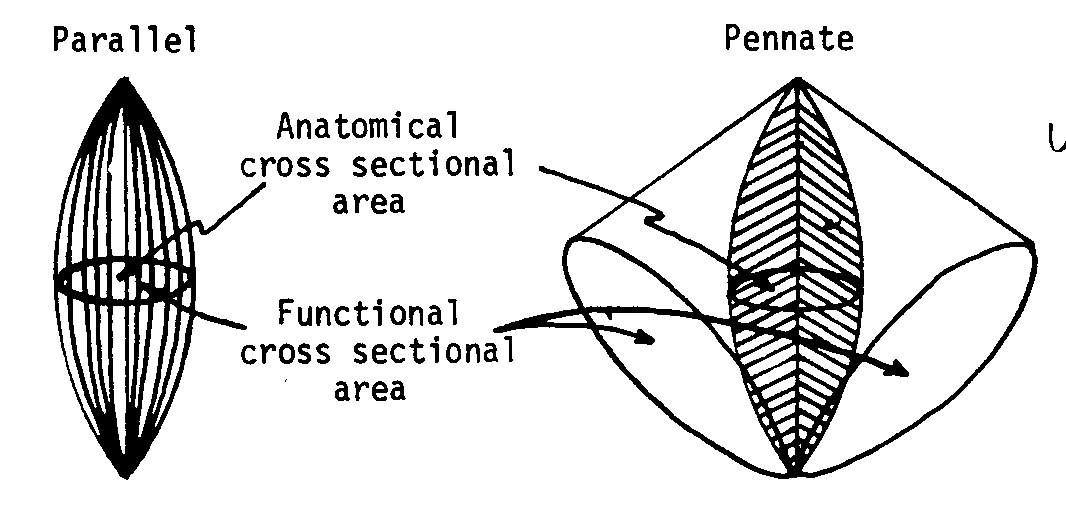 Parallel
Pennate
Anatomical
cross sectional
area
Functional
cross sectional
area